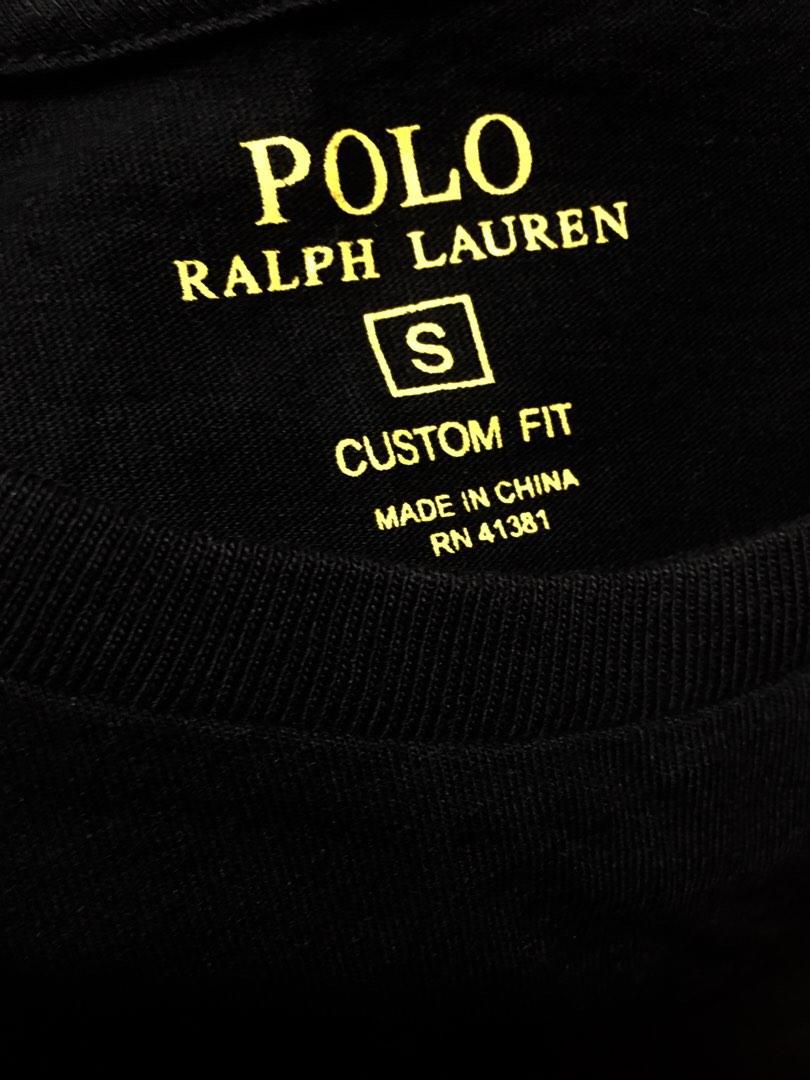 POLO
RALPH LAUREN
S
CUSTOM FIT
MADE IN CHINA
RN 41381